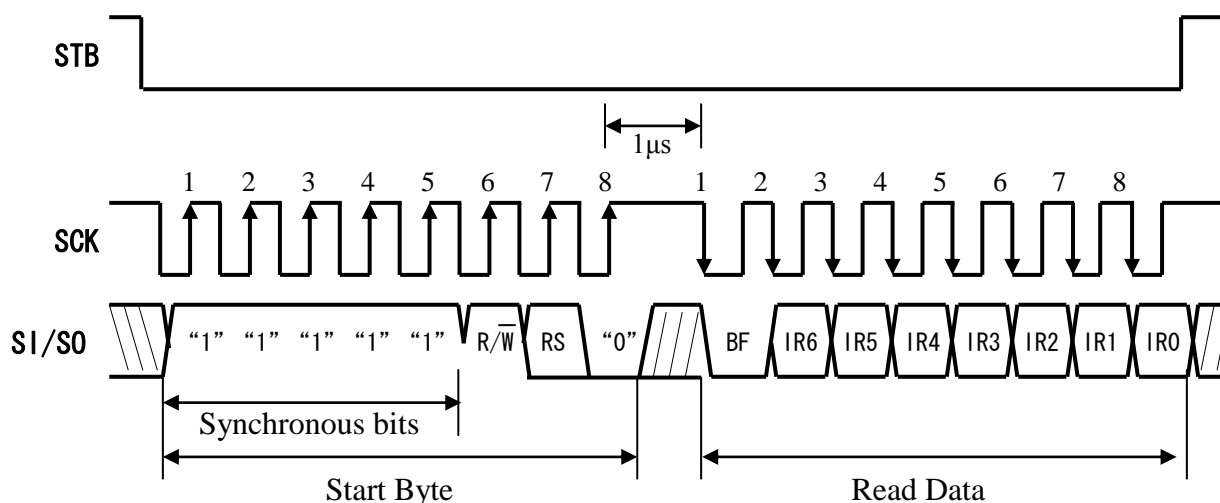 STB
1μs
1 2 3 4 5 6 7 8 1 2 3 4 5 6 7 8
SCK
SI/SO “1” “1” “1” “1” “1” R/W̅ RS “0” BF IR6 IR5 IR4 IR3 IR2 IR1 IR0
Synchronous bits
Start Byte Read Data